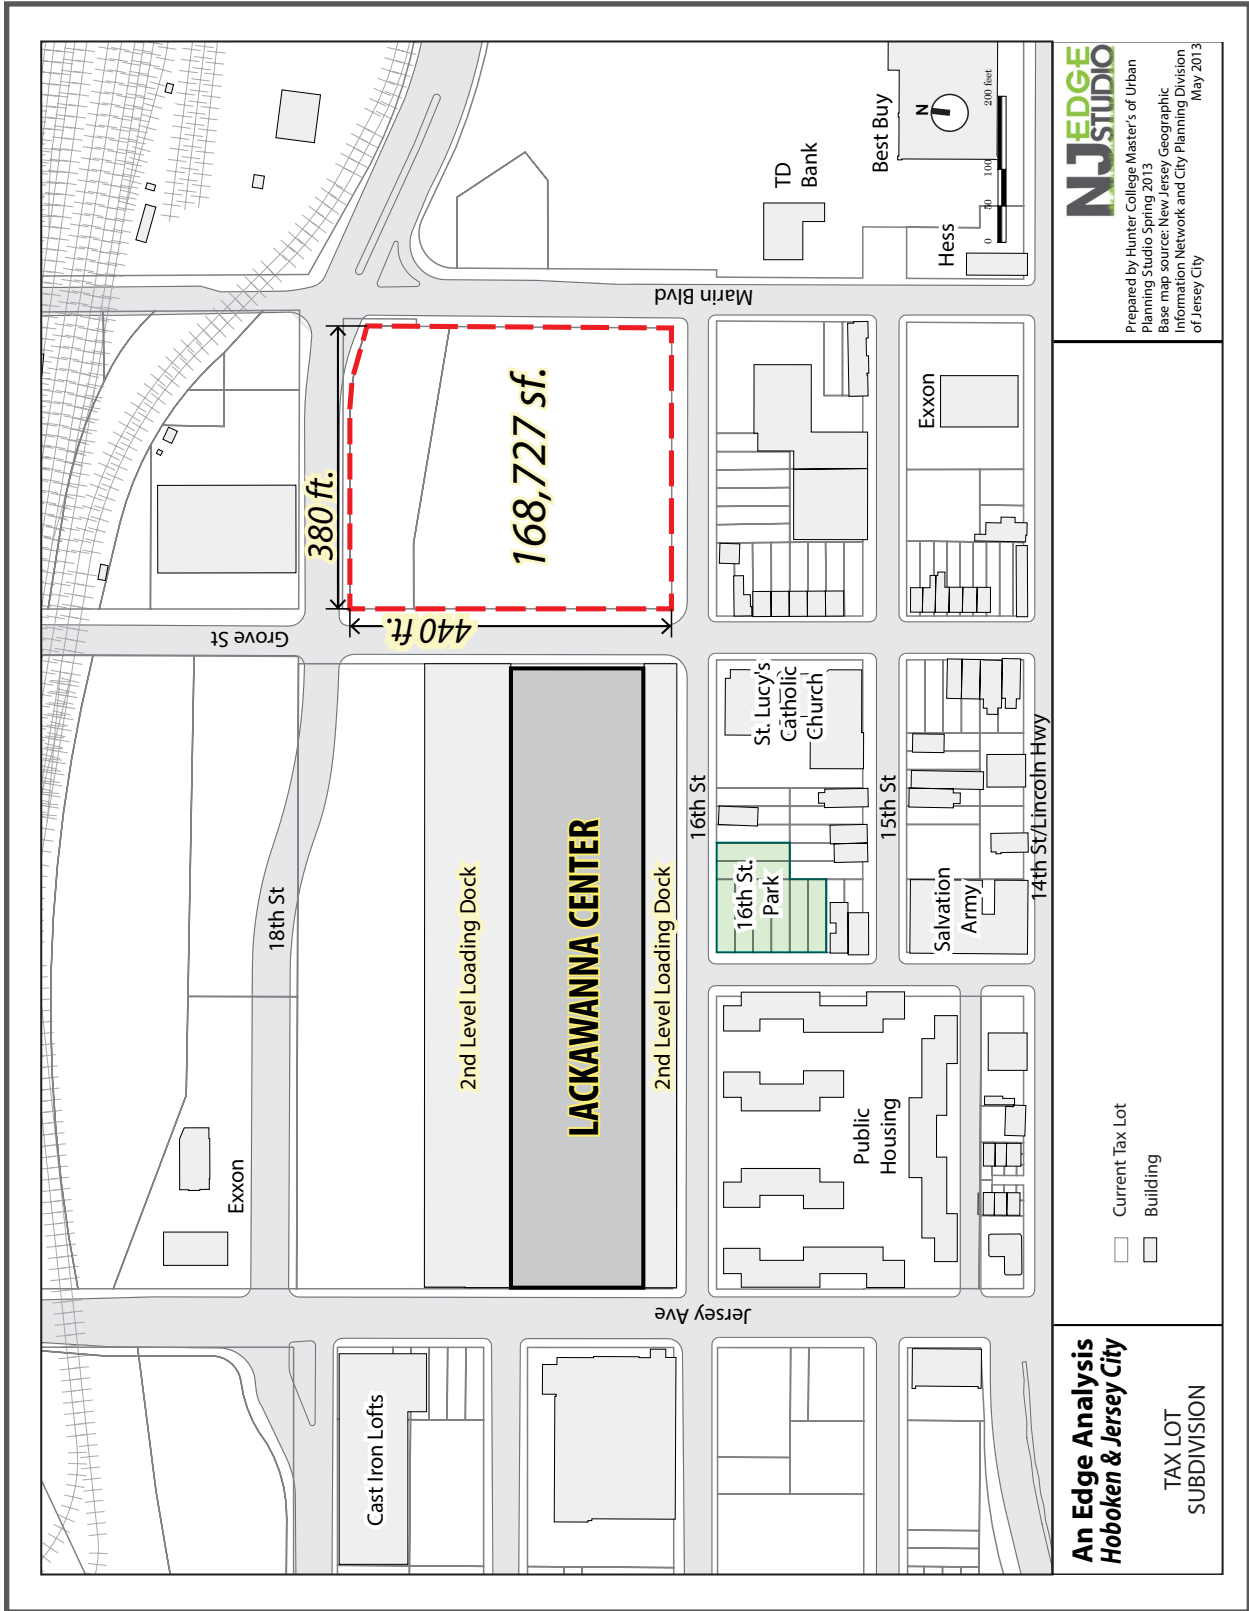 18th St
Grove St
Marin Blvd
380 ft.
440 ft.
168,727 sf.
TD
Bank
Best Buy
Hess
N
0
50
100
200 feet
Exxon
2nd Level Loading Dock
LACKAWANNA CENTER
2nd Level Loading Dock
Exxon
16th St
15th St
14th St/Lincoln Hwy
St. Lucy's
Catholic
Church
16th St.
Park
Salvation
Army
Public
Housing
Jersey Ave
Cast Iron Lofts
An Edge Analysis
Hoboken & Jersey City
TAX LOT
SUBDIVISION
Current Tax Lot
Building
NJ EDGE
STUDIO
Prepared by Hunter College Master's of Urban
Planning Studio Spring 2013
Base map source: New Jersey Geographic
Information Network and City Planning Division
of Jersey City
May 2013